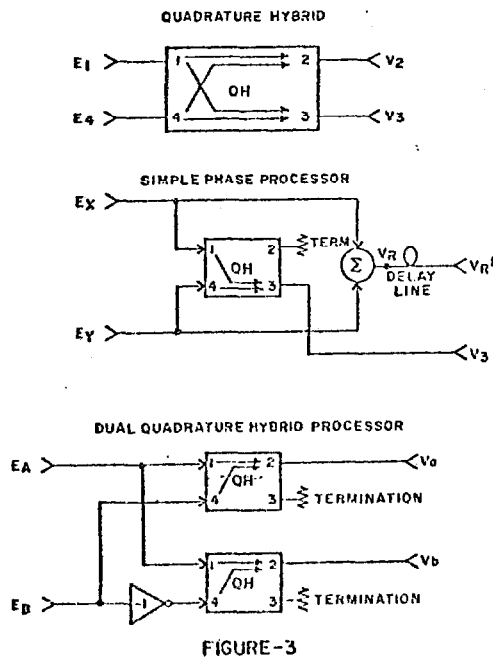 QUADRATURE HYBRID
E1 1 2 V2
QH
E4 4 3 V3
SIMPLE PHASE PROCESSOR
EX
1 2 TERM
QH
4 3
Σ
VR
DELAY
LINE
VR'
EY
V3
DUAL QUADRATURE HYBRID PROCESSOR
EA 1 2 Va
QH
4 3 TERMINATION
1 2 Vb
QH
EB -1 4 3 TERMINATION
FIGURE-3